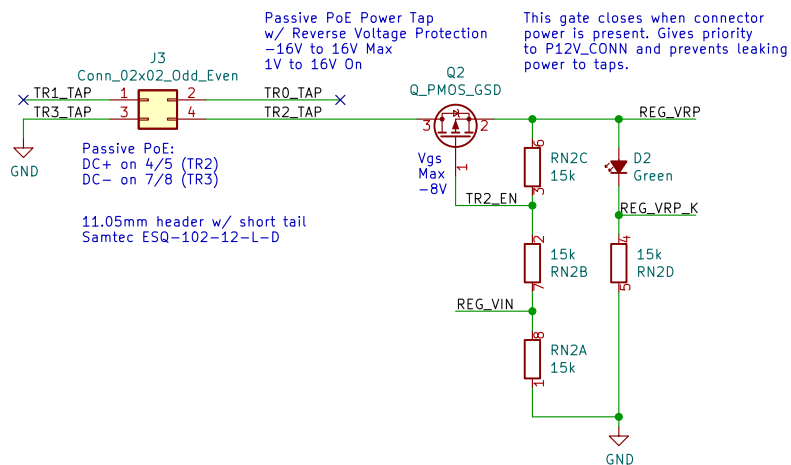 Passive PoE Power Tap
w/ Reverse Voltage Protection
-16V to 16V Max
1V to 16V On
This gate closes when connector
power is present. Gives priority
to P12V_CONN and prevents leaking
power to taps.
J3
Conn_02x02_Odd_Even
TR1_TAP
1
2
TR0_TAP
TR3_TAP
3
4
TR2_TAP
GND
Passive PoE:
DC+ on 4/5 (TR2)
DC- on 7/8 (TR3)
11.05mm header w/ short tail
Samtec ESQ-102-12-L-D
Q2
Q_PMOS_GSD
3
2
1
Vgs
Max
-8V
TR2_EN
REG_VRP
6
RN2C
15k
3
D2
Green
REG_VRP_K
2
15k
RN2B
7
4
15k
RN2D
5
REG_VIN
8
RN2A
15k
1
GND